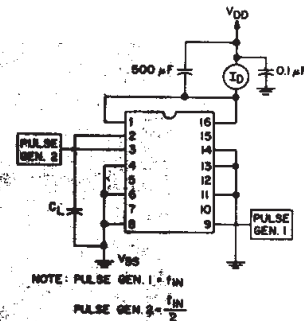 VDD
500 µF
ID
0.1 µF
1 16
2 15
3 14
4 13
5 12
6 11
7 10
8 9
PULSE
GEN. 2
CL
PULSE
GEN. 1
VSS
NOTE: PULSE GEN. 1 = fIN
PULSE GEN. 2 = fIN/2